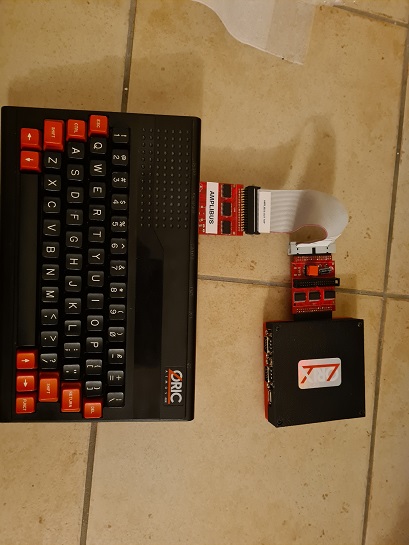 ESC
CTRL
SHIFT
1 !
2 @
3 #
4 $
5 %
6 ^
7 &
8 *
9 (
0 )
Q W E R T Y U I O P
A S D F G H J K L
Z X C V B N M
RETURN
DEL
SHIFT
FUNCT
ORIC
AMPLIBUS